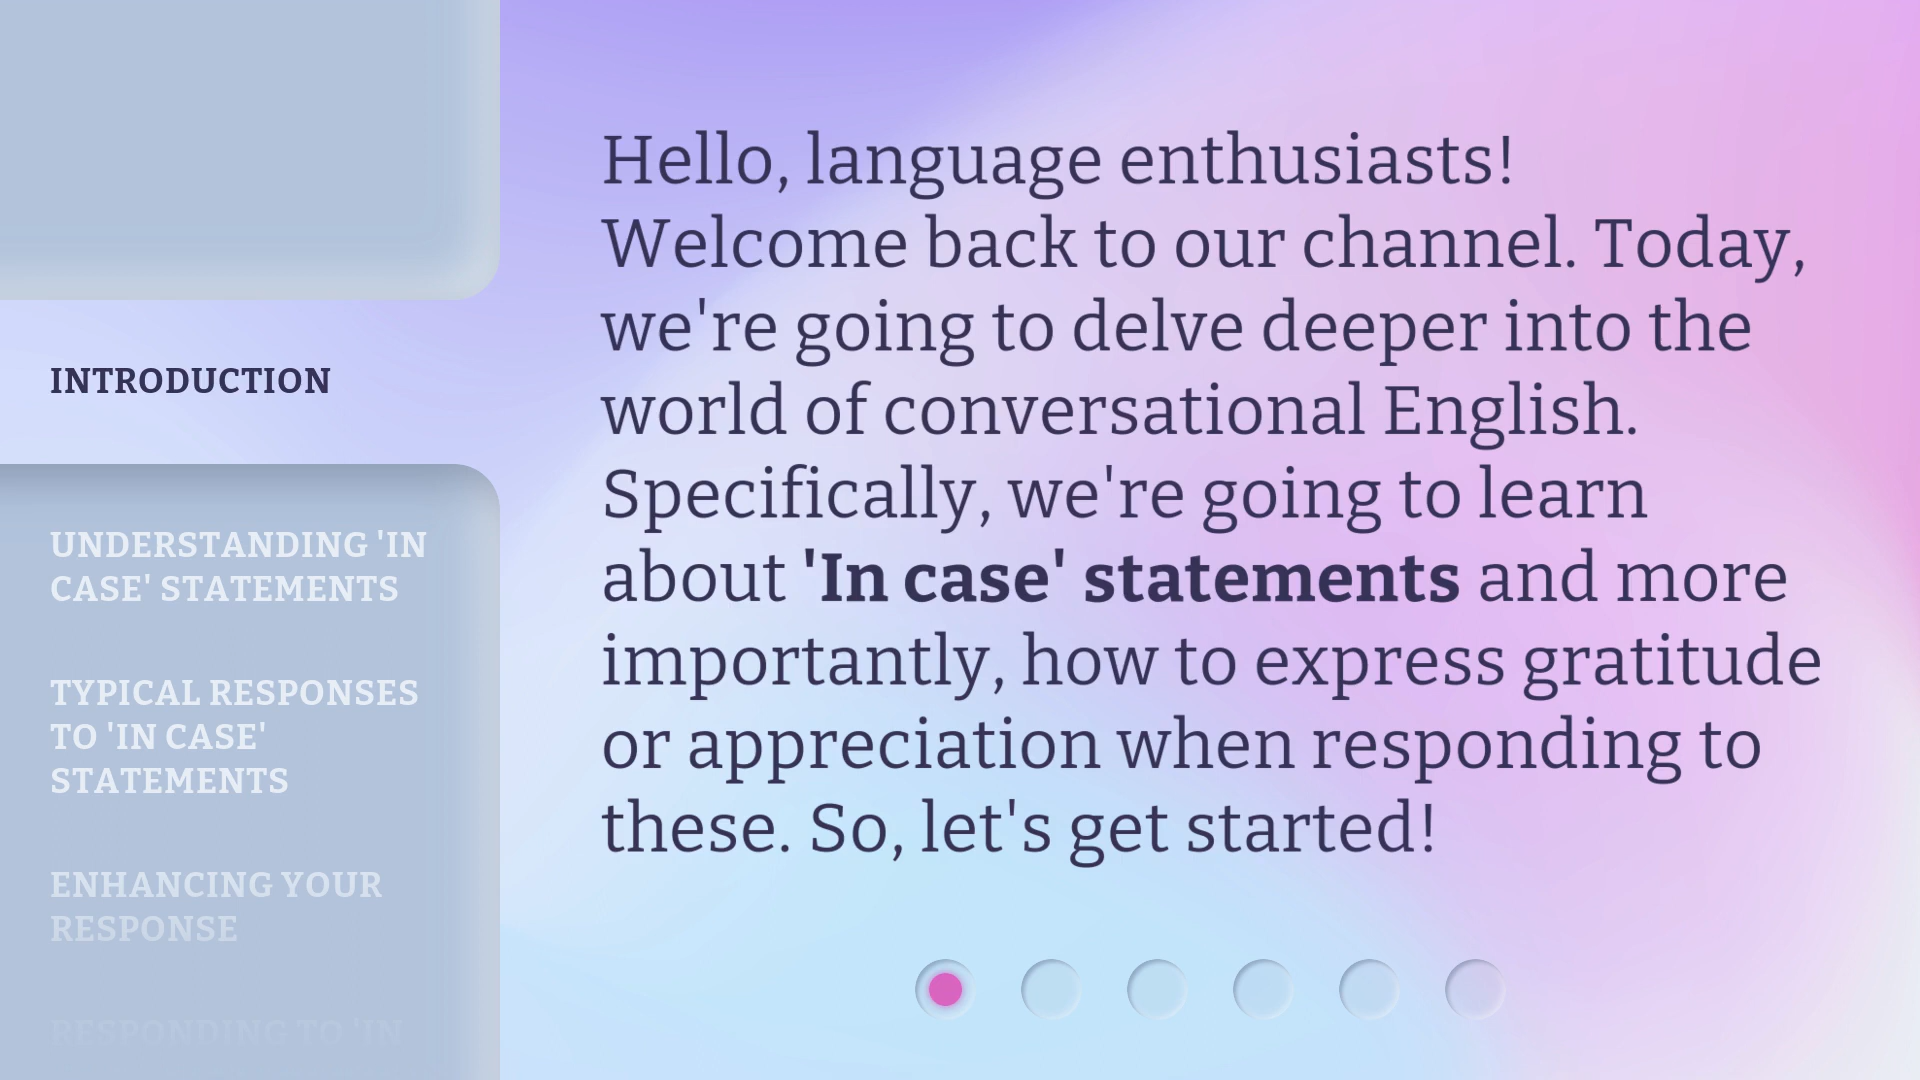 INTRODUCTION
UNDERSTANDING 'IN
CASE' STATEMENTS
TYPICAL RESPONSES
TO 'IN CASE'
STATEMENTS
ENHANCING YOUR
RESPONSE
RESPONDING TO 'IN
Hello, language enthusiasts!
Welcome back to our channel. Today,
we're going to delve deeper into the
world of conversational English.
Specifically, we're going to learn
about 'In case' statements and more
importantly, how to express gratitude
or appreciation when responding to
these. So, let's get started!